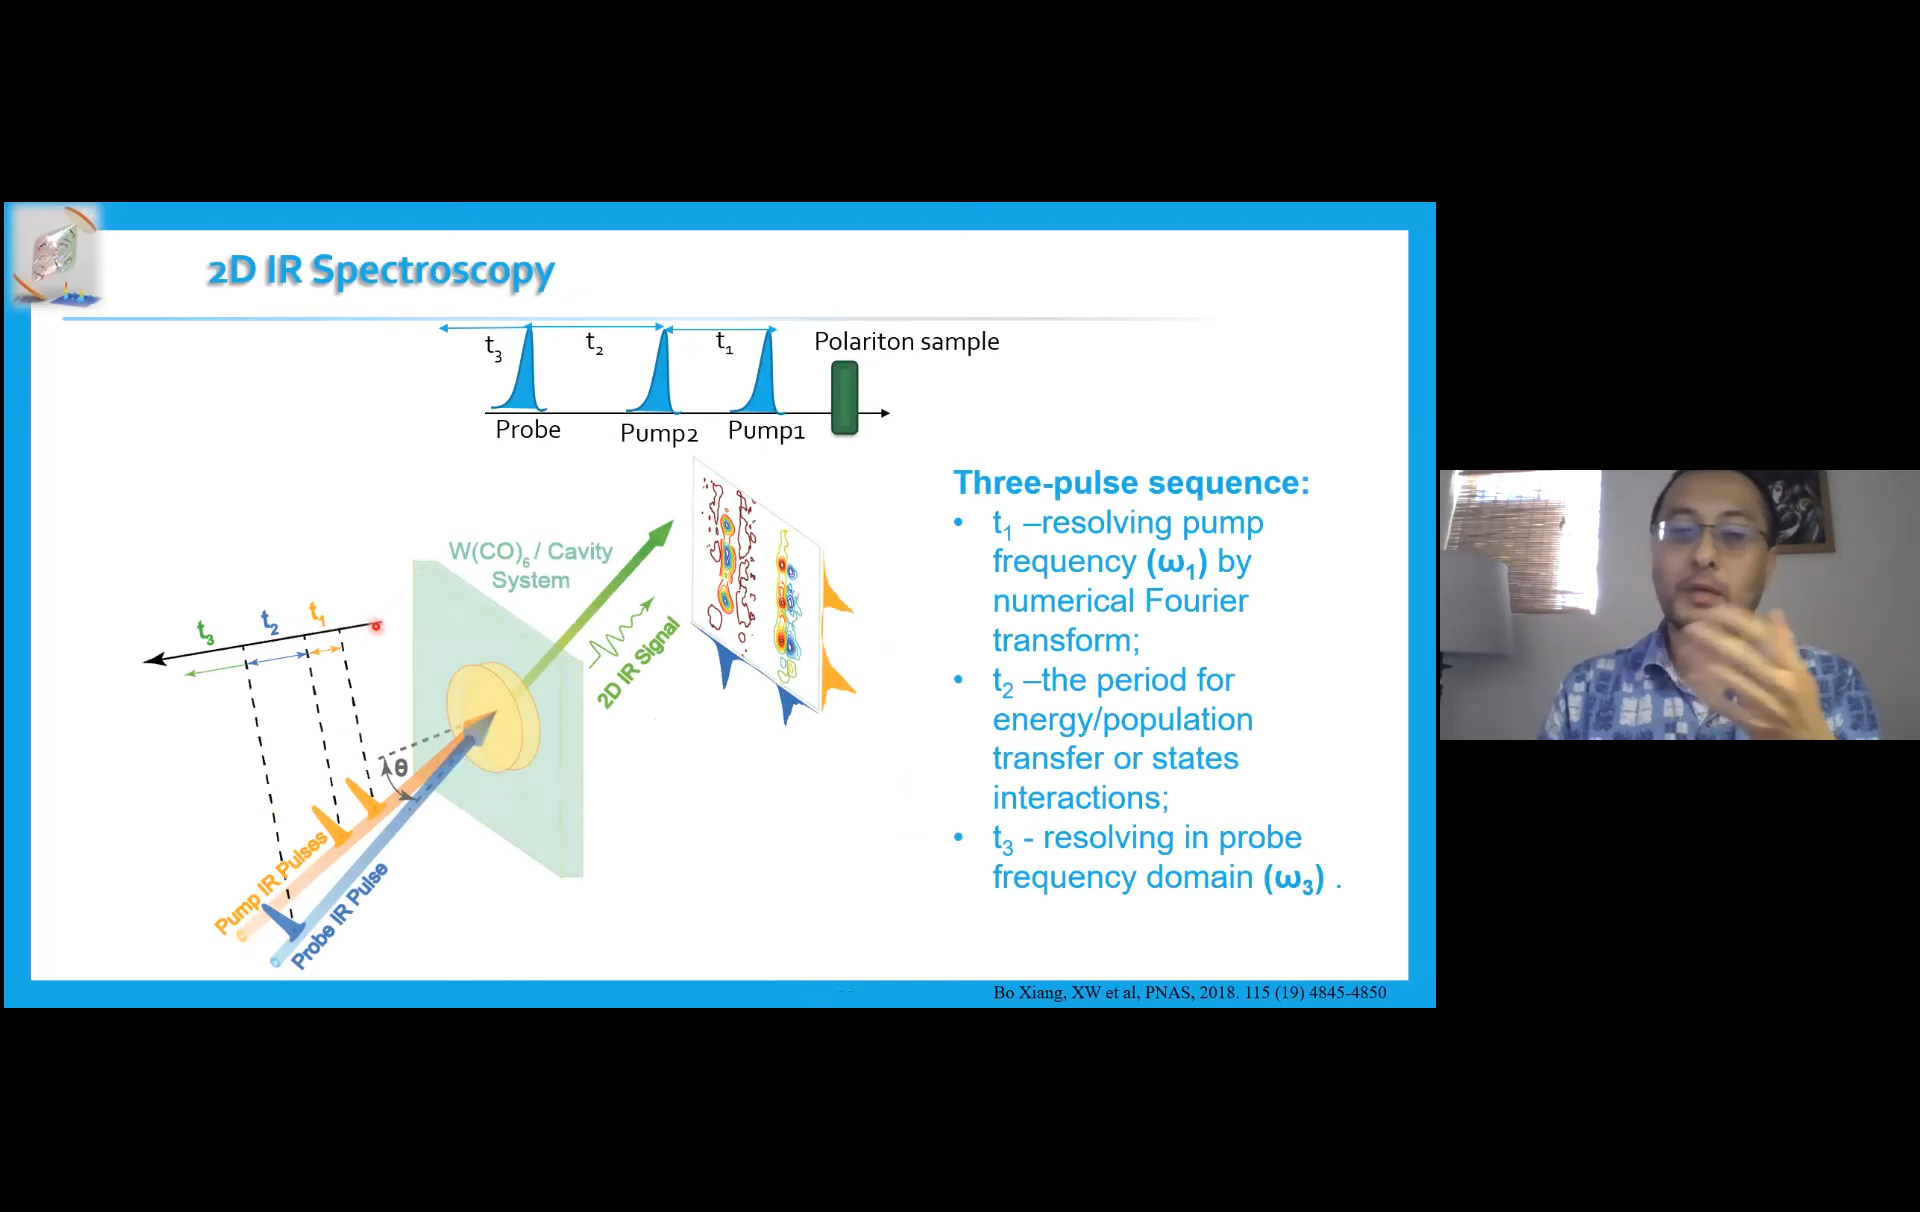 2D IR Spectroscopy
t3 t2 t1 Polariton sample
Probe Pump2 Pump1
W(CO)6 / Cavity
System
t3 t2 t1
θ
2D IR Signal
Pump IR Pulses
Probe IR Pulse
Three-pulse sequence:
• t1 –resolving pump
frequency (ω1) by
numerical Fourier
transform;
• t2 –the period for
energy/population
transfer or states
interactions;
• t3 - resolving in probe
frequency domain (ω3) .
Bo Xiang, XW et al, PNAS, 2018. 115 (19) 4845-4850